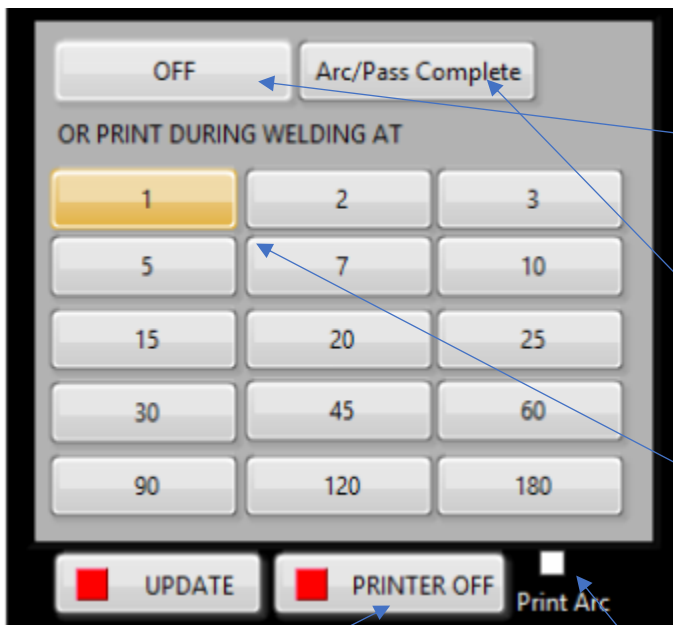 OFF Arc/Pass Complete
OR PRINT DURING WELDING AT
1 2 3
5 7 10
15 20 25
30 45 60
90 120 180
UPDATE PRINTER OFF Print Arc